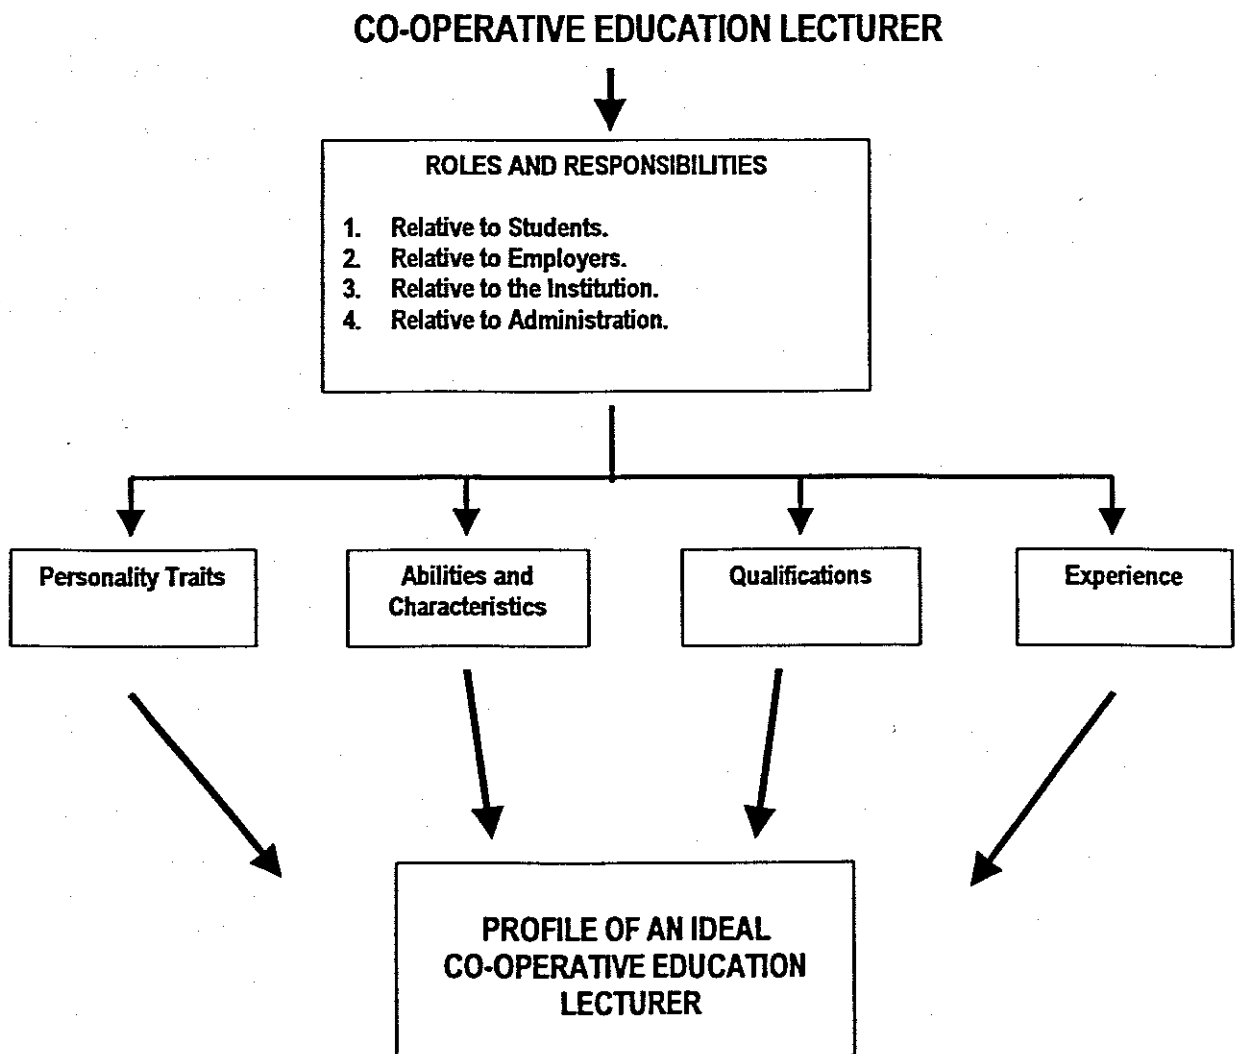 CO-OPERATIVE EDUCATION LECTURER
ROLES AND RESPONSIBILITIES
1. Relative to Students.
2. Relative to Employers.
3. Relative to the Institution.
4. Relative to Administration.
Personality Traits
Abilities and
Characteristics
Qualifications
Experience
PROFILE OF AN IDEAL
CO-OPERATIVE EDUCATION
LECTURER